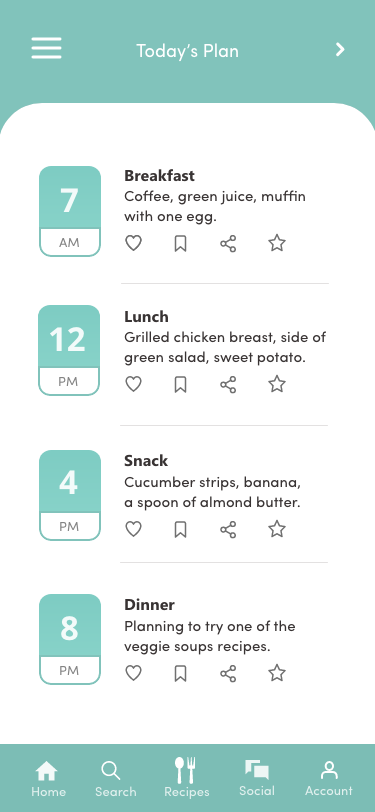 Today's Plan
7
AM
Breakfast
Coffee, green juice, muffin
with one egg.
12
PM
Lunch
Grilled chicken breast, side of
green salad, sweet potato.
4
PM
Snack
Cucumber strips, banana,
a spoon of almond butter.
8
PM
Dinner
Planning to try one of the
veggie soups recipes.
Home Search Recipes Social Account